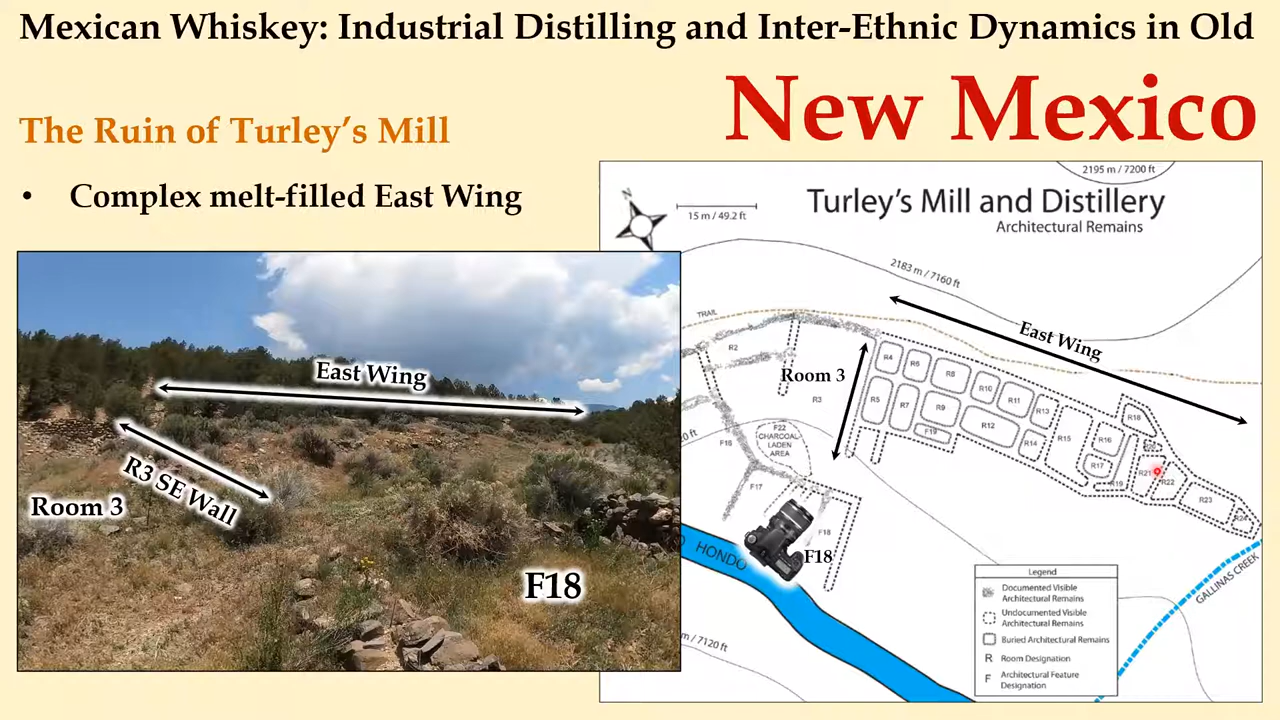 Mexican Whiskey: Industrial Distilling and Inter-Ethnic Dynamics in Old
New Mexico
The Ruin of Turley's Mill
• Complex melt-filled East Wing
East Wing
R3 SE Wall
Room 3
F18
2195 m / 7200 ft
N
15 m / 49.2 ft
Turley's Mill and Distillery
Architectural Remains
2183 m / 7160 ft
TRAIL
East Wing
Room 3
R2
R3
R4
R6
R8
R10
R11
R13
R5
R7
R9
R12
R14
R15
F19
R16
R17
R18
R19
R21
R22
R23
R24
F16
F22
CHARCOAL
LADEN
AREA
F17
F18
F18
HONDO
GALLINAS CREEK
m / 7120 ft
Legend
Documented Visible
Architectural Remains
Undocumented Visible
Architectural Remains
Buried Architectural Remains
R Room Designation
F Architectural Feature
Designation